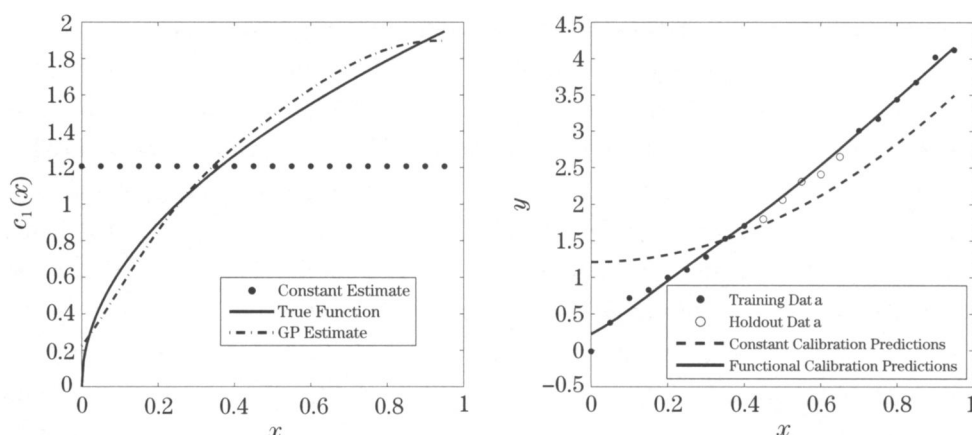 2
1.8
1.6
1.4
1.2
1
0.8
0.6
0.4
0.2
0
c₁(x)
Constant Estimate
True Function
GP Estimate
0 0.2 0.4 0.6 0.8 1
x
4.5
4
3.5
3
2.5
2
1.5
1
0.5
0
−0.5
y
Training Dat a
Holdout Dat a
Constant Calibration Predictions
Functional Calibration Predictions
0 0.2 0.4 0.6 0.8 1
x